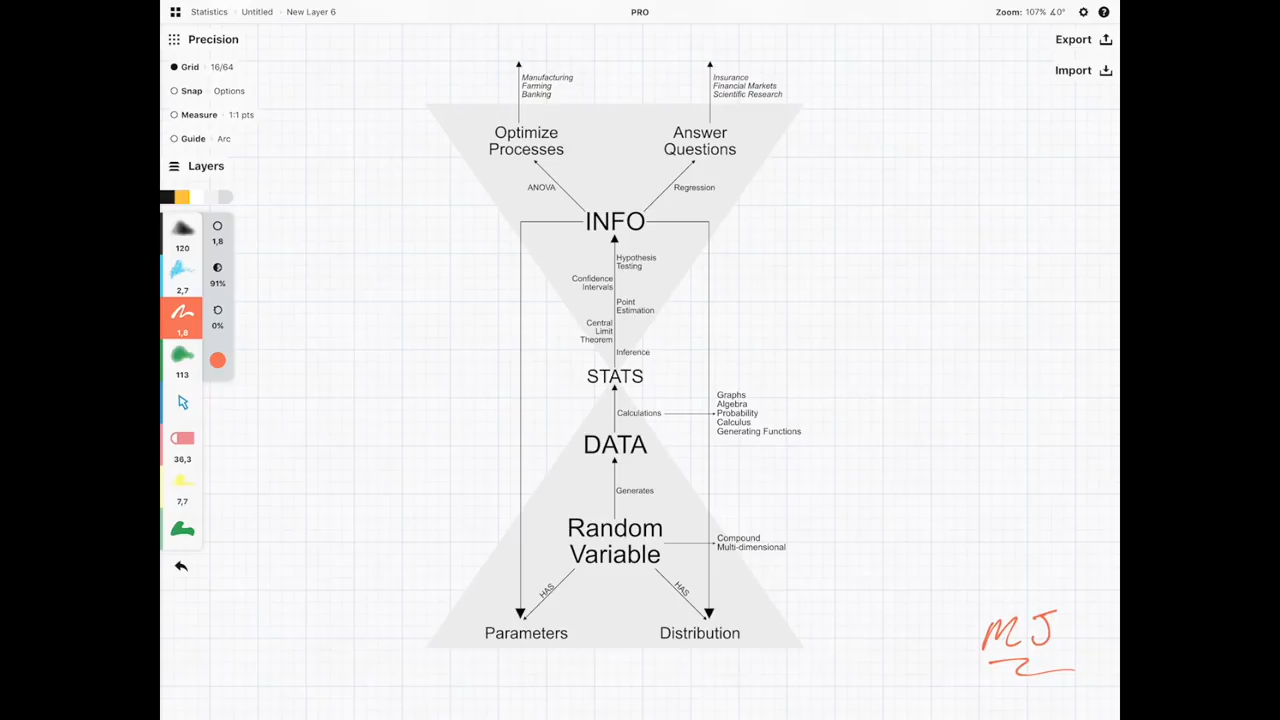 Statistics Untitled New Layer 6
PRO
Zoom: 107% ∡0°
Precision
Export
Import
Grid 16/64
Snap Options
Measure 1:1 pts
Guide Arc
Layers
120
2,7
1,8
113
36,3
7,7
1,8
91%
0%
Manufacturing
Farming
Banking
Insurance
Financial Markets
Scientific Research
Optimize
Processes
Answer
Questions
ANOVA
Regression
INFO
Hypothesis
Testing
Confidence
Intervals
Point
Estimation
Central
Limit
Theorem
Inference
STATS
Calculations
Graphs
Algebra
Probability
Calculus
Generating Functions
DATA
Generates
Random
Variable
Compound
Multi-dimensional
HAS
HAS
Parameters
Distribution
MJ